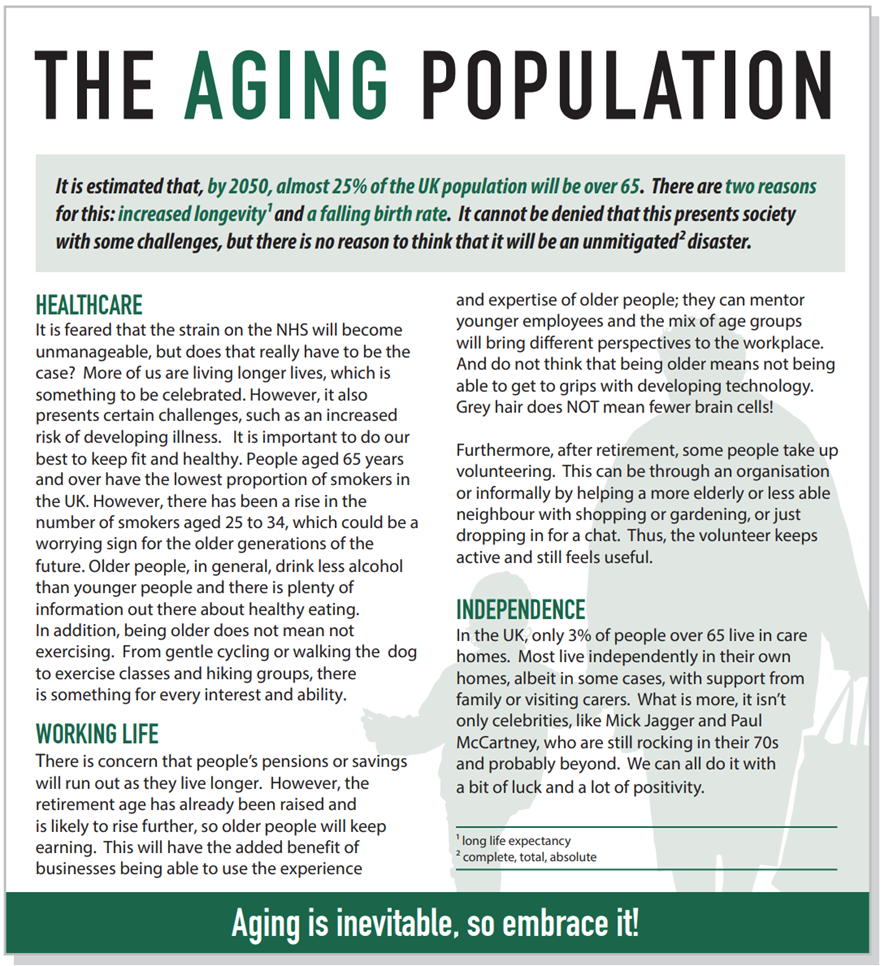 THE AGING POPULATION
It is estimated that, by 2050, almost 25% of the UK population will be over 65. There are two reasons
for this: increased longevity¹ and a falling birth rate. It cannot be denied that this presents society
with some challenges, but there is no reason to think that it will be an unmitigated² disaster.
HEALTHCARE
It is feared that the strain on the NHS will become
unmanageable, but does that really have to be the
case? More of us are living longer lives, which is
something to be celebrated. However, it also
presents certain challenges, such as an increased
risk of developing illness. It is important to do our
best to keep fit and healthy. People aged 65 years
and over have the lowest proportion of smokers in
the UK. However, there has been a rise in the
number of smokers aged 25 to 34, which could be a
worrying sign for the older generations of the
future. Older people, in general, drink less alcohol
than younger people and there is plenty of
information out there about healthy eating.
In addition, being older does not mean not
exercising. From gentle cycling or walking the dog
to exercise classes and hiking groups, there
is something for every interest and ability.
WORKING LIFE
There is concern that people's pensions or savings
will run out as they live longer. However, the
retirement age has already been raised and
is likely to rise further, so older people will keep
earning. This will have the added benefit of
businesses being able to use the experience
and expertise of older people; they can mentor
younger employees and the mix of age groups
will bring different perspectives to the workplace.
And do not think that being older means not being
able to get to grips with developing technology.
Grey hair does NOT mean fewer brain cells!
Furthermore, after retirement, some people take up
volunteering. This can be through an organisation
or informally by helping a more elderly or less able
neighbour with shopping or gardening, or just
dropping in for a chat. Thus, the volunteer keeps
active and still feels useful.
INDEPENDENCE
In the UK, only 3% of people over 65 live in care
homes. Most live independently in their own
homes, albeit in some cases, with support from
family or visiting carers. What is more, it isn't
only celebrities, like Mick Jagger and Paul
McCartney, who are still rocking in their 70s
and probably beyond. We can all do it with
a bit of luck and a lot of positivity.
¹ long life expectancy
² complete, total, absolute
Aging is inevitable, so embrace it!